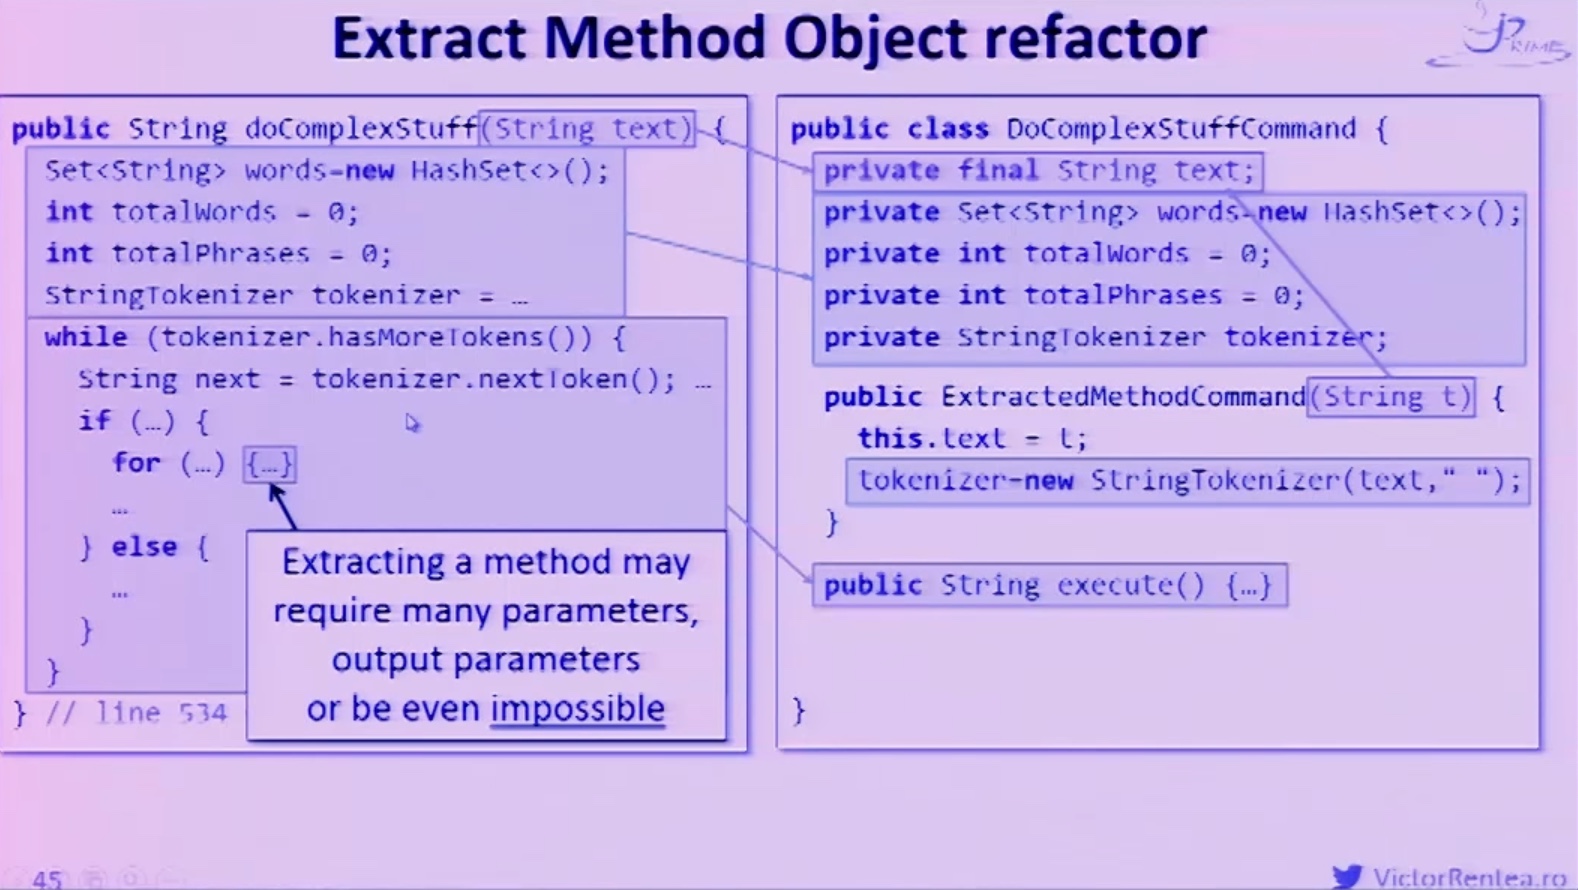 Extract Method Object refactor
JPRIME
public String doComplexStuff(String text) {
Set<String> words=new HashSet<>();
int totalWords = 0;
int totalPhrases = 0;
StringTokenizer tokenizer = …
while (tokenizer.hasMoreTokens()) {
String next = tokenizer.nextToken(); …
if (…) {
for (…) {…}
…
} else {
…
}
}
} // line 534
Extracting a method may
require many parameters,
output parameters
or be even impossible
public class DoComplexStuffCommand {
private final String text;
private Set<String> words=new HashSet<>();
private int totalWords = 0;
private int totalPhrases = 0;
private StringTokenizer tokenizer;
public ExtractedMethodCommand(String t) {
this.text = t;
tokenizer=new StringTokenizer(text," ");
}
public String execute() {…}
}
45
VictorRentea.ro